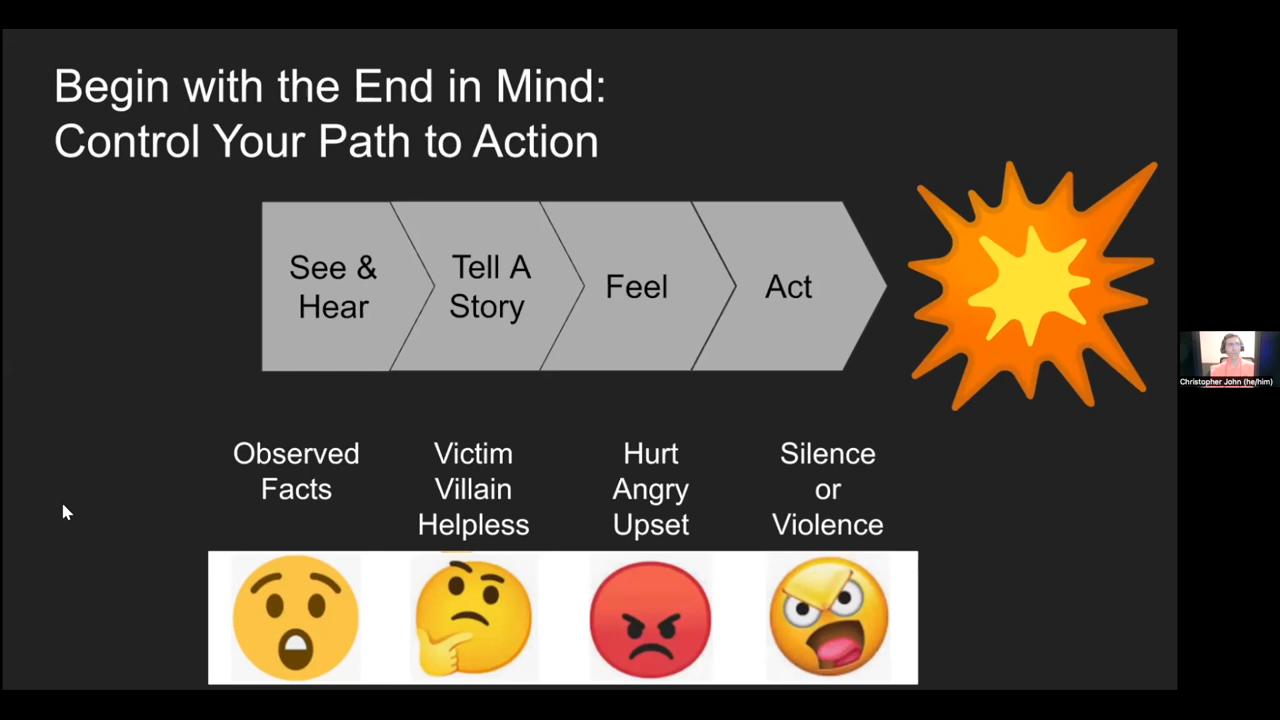 Begin with the End in Mind:
Control Your Path to Action
See &
Hear
Tell A
Story
Feel
Act
Observed
Facts
Victim
Villain
Helpless
Hurt
Angry
Upset
Silence
or
Violence
Christopher John (he/him)